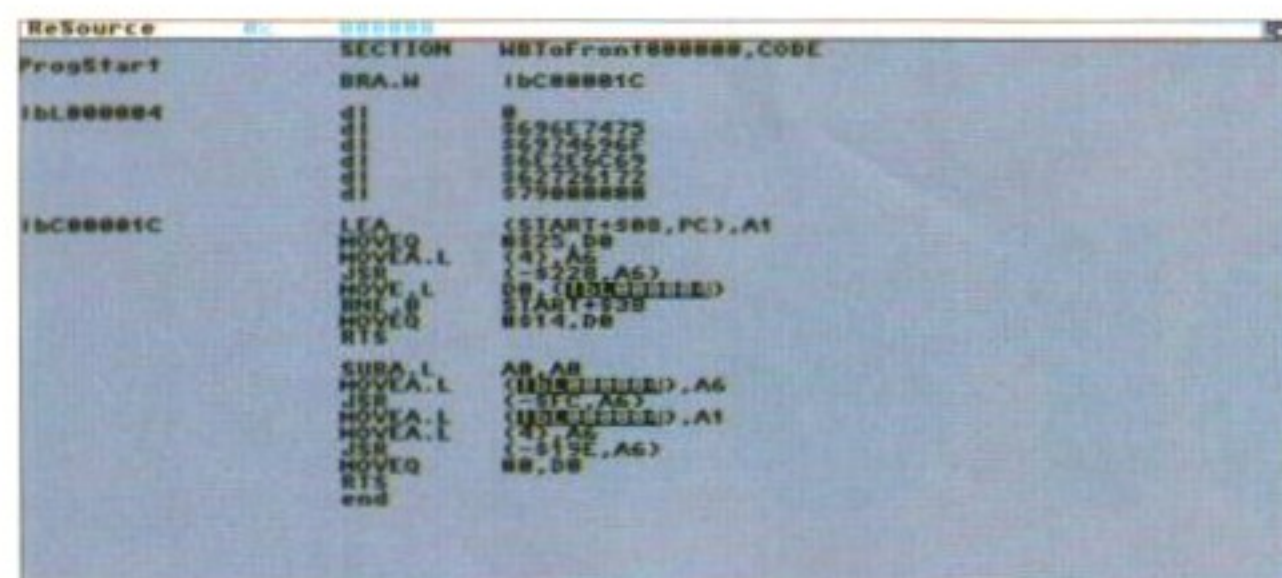 ReSource 000000
SECTION WBToFront000000,CODE
ProgStart
BRA.W lbC00001C
lbL000004 dl 0
dl $696E7475
dl $6974696F
dl $6E2E6C69
dl $62726172
dl $79000000
lbC00001C LEA (START+$08,PC),A1
MOVEQ #$25,D0
MOVEA.L (4),A6
JSR (-$228,A6)
MOVE.L D0,
BNE.B START+$38
MOVEQ #$14,D0
RTS
SUBA.L A0,A0
MOVEA.L ,A6
JSR (-$FC,A6)
MOVEA.L ,A1
MOVEA.L (4),A6
JSR (-$19E,A6)
MOVEQ #0,D0
RTS
end